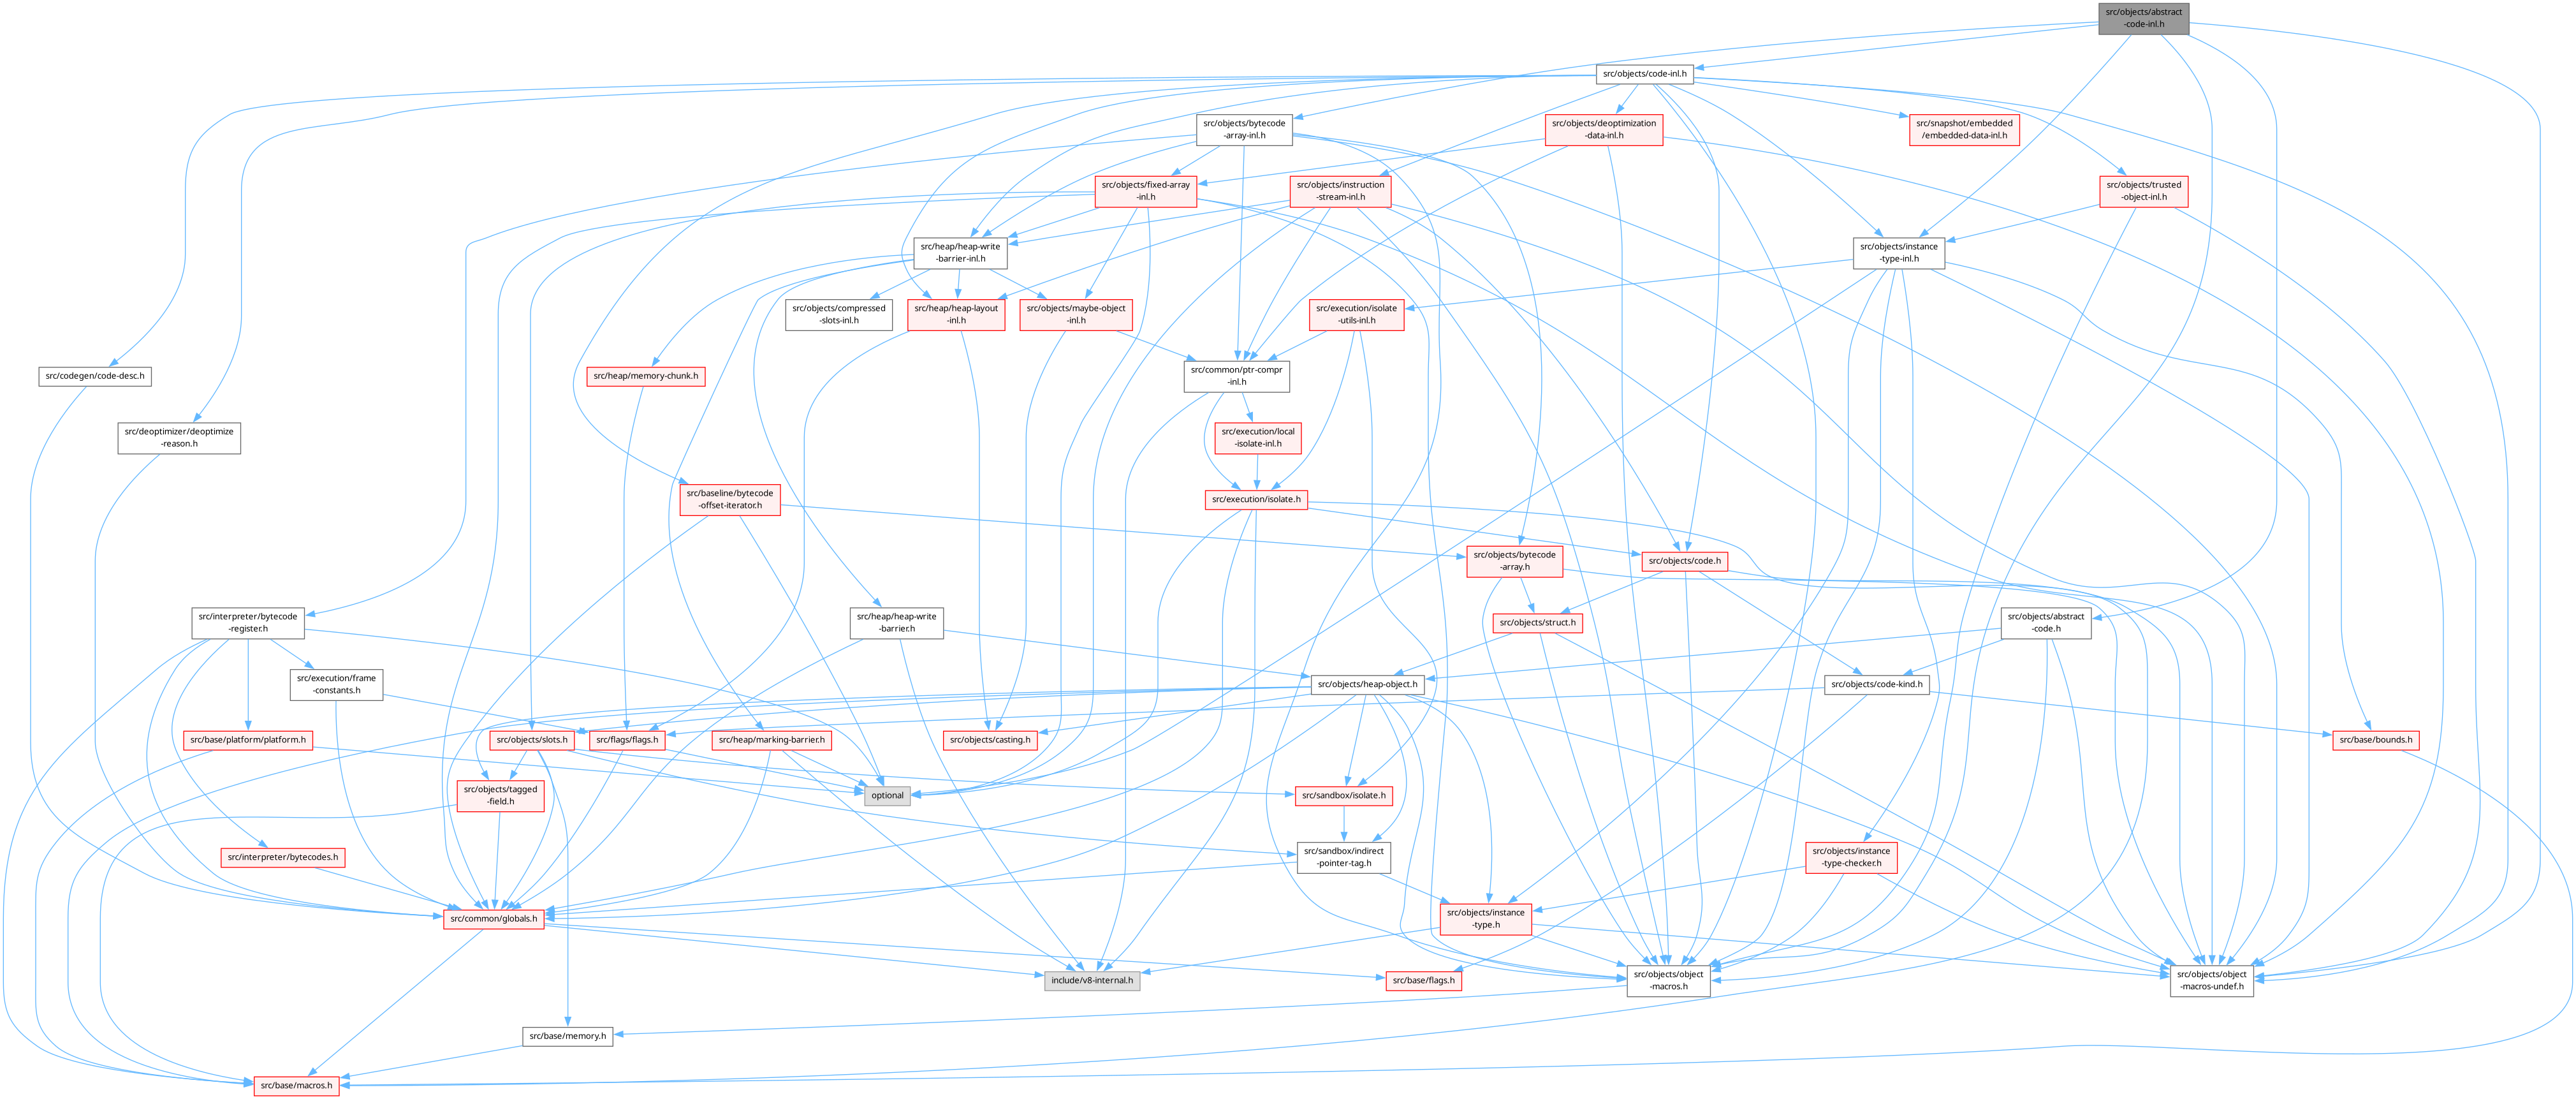 src/objects/abstract
-code-inl.h
src/objects/code-inl.h
src/objects/bytecode
-array-inl.h
src/objects/deoptimization
-data-inl.h
src/snapshot/embedded
/embedded-data-inl.h
src/objects/fixed-array
-inl.h
src/objects/instruction
-stream-inl.h
src/objects/trusted
-object-inl.h
src/heap/heap-write
-barrier-inl.h
src/objects/instance
-type-inl.h
src/objects/compressed
-slots-inl.h
src/heap/heap-layout
-inl.h
src/objects/maybe-object
-inl.h
src/execution/isolate
-utils-inl.h
src/codegen/code-desc.h
src/heap/memory-chunk.h
src/common/ptr-compr
-inl.h
src/deoptimizer/deoptimize
-reason.h
src/execution/local
-isolate-inl.h
src/baseline/bytecode
-offset-iterator.h
src/execution/isolate.h
src/objects/bytecode
-array.h
src/objects/code.h
src/interpreter/bytecode
-register.h
src/heap/heap-write
-barrier.h
src/objects/struct.h
src/objects/abstract
-code.h
src/execution/frame
-constants.h
src/objects/heap-object.h
src/objects/code-kind.h
src/base/platform/platform.h
src/objects/slots.h
src/flags/flags.h
src/heap/marking-barrier.h
src/objects/casting.h
src/base/bounds.h
src/objects/tagged
-field.h
optional
src/sandbox/isolate.h
src/interpreter/bytecodes.h
src/sandbox/indirect
-pointer-tag.h
src/objects/instance
-type-checker.h
src/common/globals.h
src/objects/instance
-type.h
include/v8-internal.h
src/base/flags.h
src/objects/object
-macros.h
src/objects/object
-macros-undef.h
src/base/memory.h
src/base/macros.h